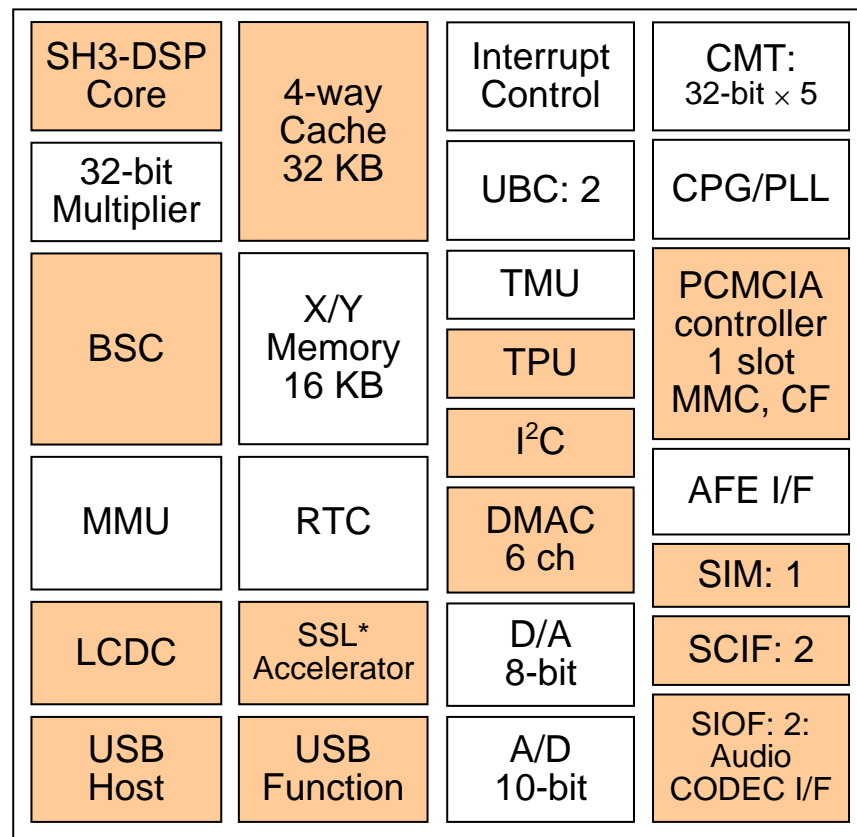 SH3-DSP
Core
32-bit
Multiplier
BSC
MMU
LCDC
USB
Host
4-way
Cache
32 KB
X/Y
Memory
16 KB
RTC
SSL*
Accelerator
USB
Function
Interrupt
Control
UBC: 2
TMU
TPU
I²C
DMAC
6 ch
D/A
8-bit
A/D
10-bit
CMT:
32-bit × 5
CPG/PLL
PCMCIA
controller
1 slot
MMC, CF
AFE I/F
SIM: 1
SCIF: 2
SIOF: 2:
Audio
CODEC I/F